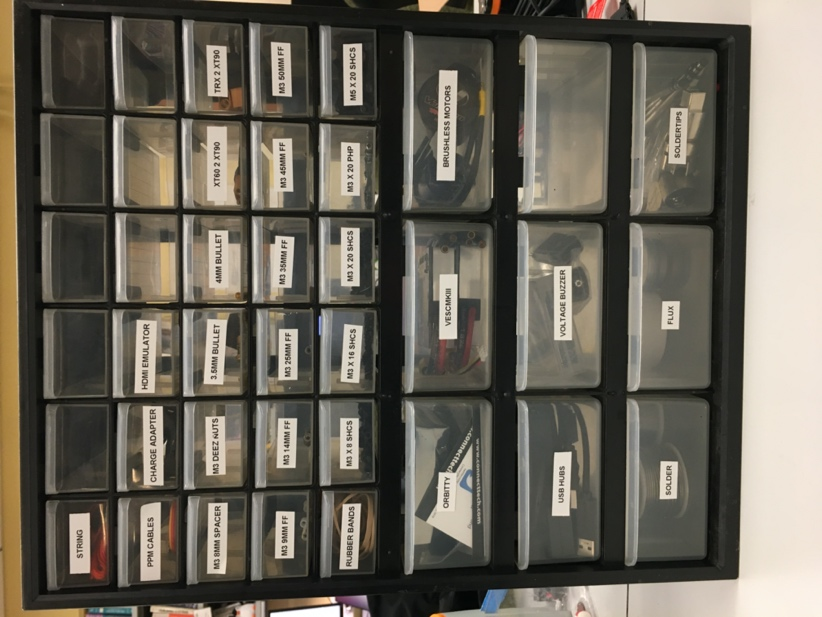 STRING
PPM CABLES
CHARGE ADAPTER
HDMI EMULATOR
M3 8MM SPACER
M3 DEEZ NUTS
3.5MM BULLET
4MM BULLET
XT60 2 XT90
TRX 2 XT90
M3 9MM FF
M3 14MM FF
M3 25MM FF
M3 35MM FF
M3 45MM FF
M3 50MM FF
RUBBER BANDS
M3 X 8 SHCS
M3 X 16 SHCS
M3 X 20 SHCS
M3 X 20 PHP
M5 X 20 SHCS
ORBITTY
www.connecttech.com
VESCMKIII
BRUSHLESS MOTORS
USB HUBS
VOLTAGE BUZZER
SOLDER
FLUX
SOLDERTIPS